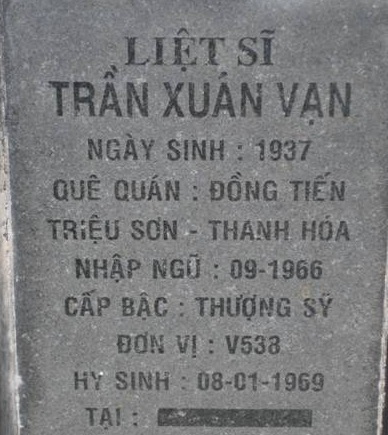 LIỆT SĨ
TRẦN XUÂN VẠN
NGÀY SINH : 1937
QUÊ QUÁN : ĐỒNG TIẾN
TRIỆU SƠN - THANH HÓA
NHẬP NGŨ : 09-1966
CẤP BẬC : THƯỢNG SỸ
ĐƠN VỊ : V538
HY SINH : 08-01-1969
TẠI :